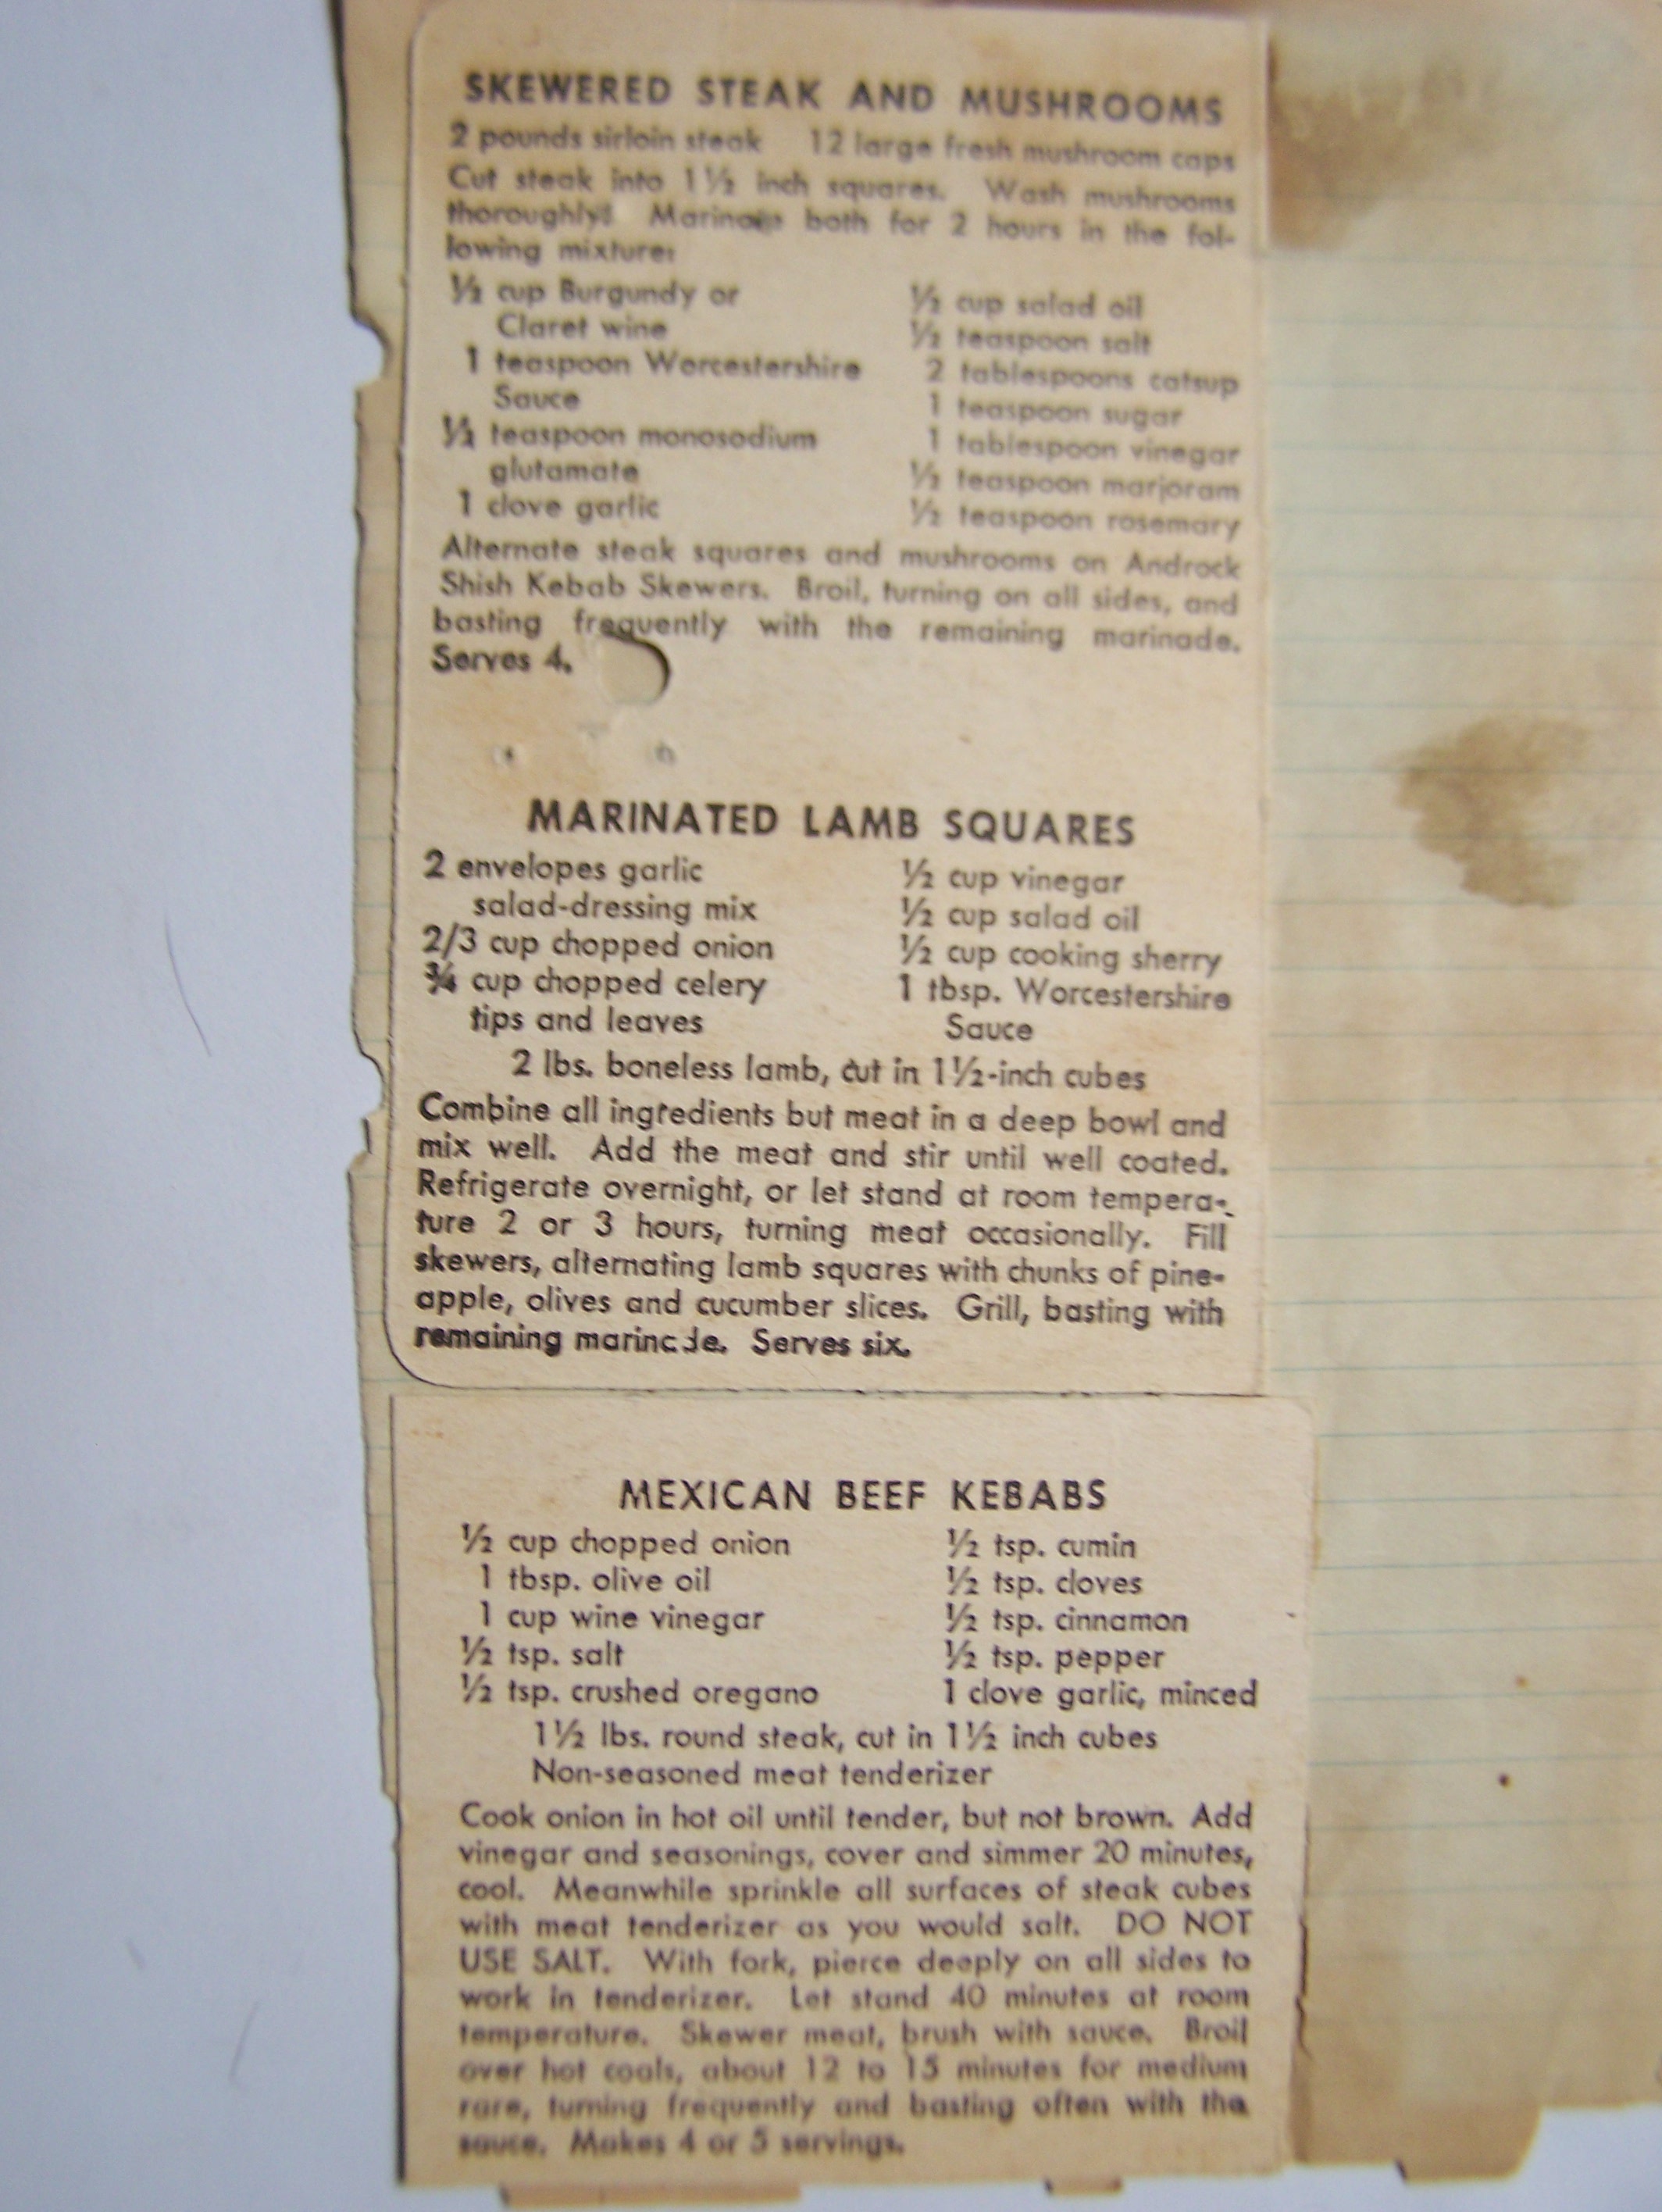 SKEWERED STEAK AND MUSHROOMS
2 pounds sirloin steak 12 large fresh mushroom caps
Cut steak into 1½ inch squares. Wash mushrooms
thoroughly. Marinate both for 2 hours in the fol-
lowing mixture:
½ cup Burgundy or
Claret wine
1 teaspoon Worcestershire
Sauce
½ teaspoon monosodium
glutamate
1 clove garlic
½ cup salad oil
½ teaspoon salt
2 tablespoons catsup
1 teaspoon sugar
1 tablespoon vinegar
½ teaspoon marjoram
½ teaspoon rosemary
Alternate steak squares and mushrooms on Androck
Shish Kebab Skewers. Broil, turning on all sides, and
basting frequently with the remaining marinade.
Serves 4.
MARINATED LAMB SQUARES
2 envelopes garlic
salad-dressing mix
2/3 cup chopped onion
¾ cup chopped celery
tips and leaves
½ cup vinegar
½ cup salad oil
½ cup cooking sherry
1 tbsp. Worcestershire
Sauce
2 lbs. boneless lamb, cut in 1½-inch cubes
Combine all ingredients but meat in a deep bowl and
mix well. Add the meat and stir until well coated.
Refrigerate overnight, or let stand at room tempera-
ture 2 or 3 hours, turning meat occasionally. Fill
skewers, alternating lamb squares with chunks of pine-
apple, olives and cucumber slices. Grill, basting with
remaining marinade. Serves six.
MEXICAN BEEF KEBABS
½ cup chopped onion
1 tbsp. olive oil
1 cup wine vinegar
½ tsp. salt
½ tsp. crushed oregano
½ tsp. cumin
½ tsp. cloves
½ tsp. cinnamon
½ tsp. pepper
1 clove garlic, minced
1½ lbs. round steak, cut in 1½ inch cubes
Non-seasoned meat tenderizer
Cook onion in hot oil until tender, but not brown. Add
vinegar and seasonings, cover and simmer 20 minutes,
cool. Meanwhile sprinkle all surfaces of steak cubes
with meat tenderizer as you would salt. DO NOT
USE SALT. With fork, pierce deeply on all sides to
work in tenderizer. Let stand 40 minutes at room
temperature. Skewer meat, brush with sauce. Broil
over hot coals, about 12 to 15 minutes for medium
rare, turning frequently and basting often with the
sauce. Makes 4 or 5 servings.